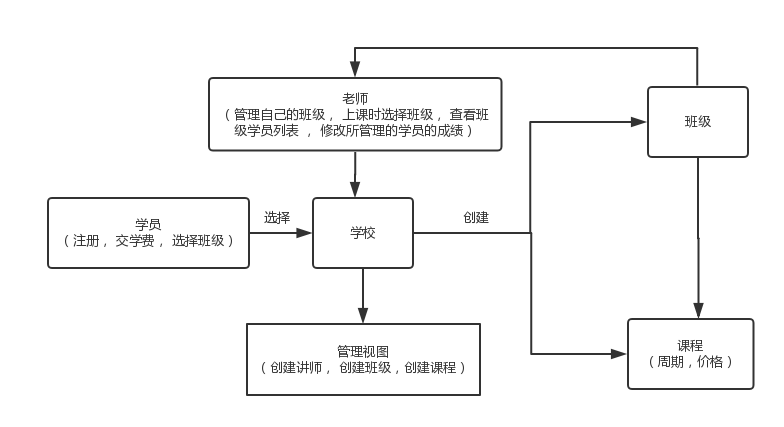 老师
（管理自己的班级， 上课时选择班级， 查看班
级学员列表 ， 修改所管理的学员的成绩）
班级
学员
（注册， 交学费， 选择班级）
选择
学校
创建
管理视图
（创建讲师， 创建班级，创建课程）
课程
（周期，价格）